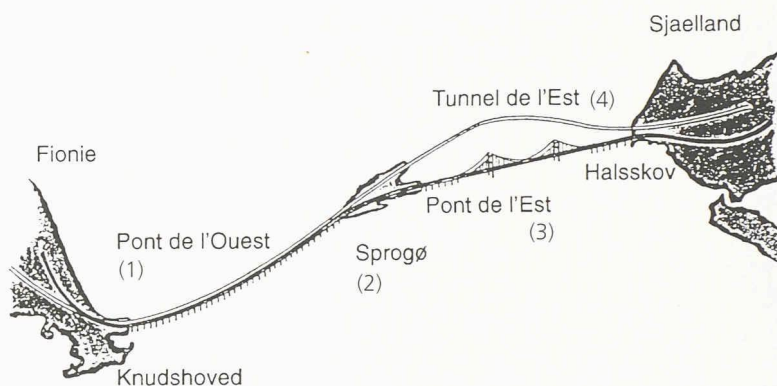 Sjaelland
Tunnel de l'Est (4)
Fionie
Halsskov
Pont de l'Est
(3)
Pont de l'Ouest
(1)
Sprogø
(2)
Knudshoved